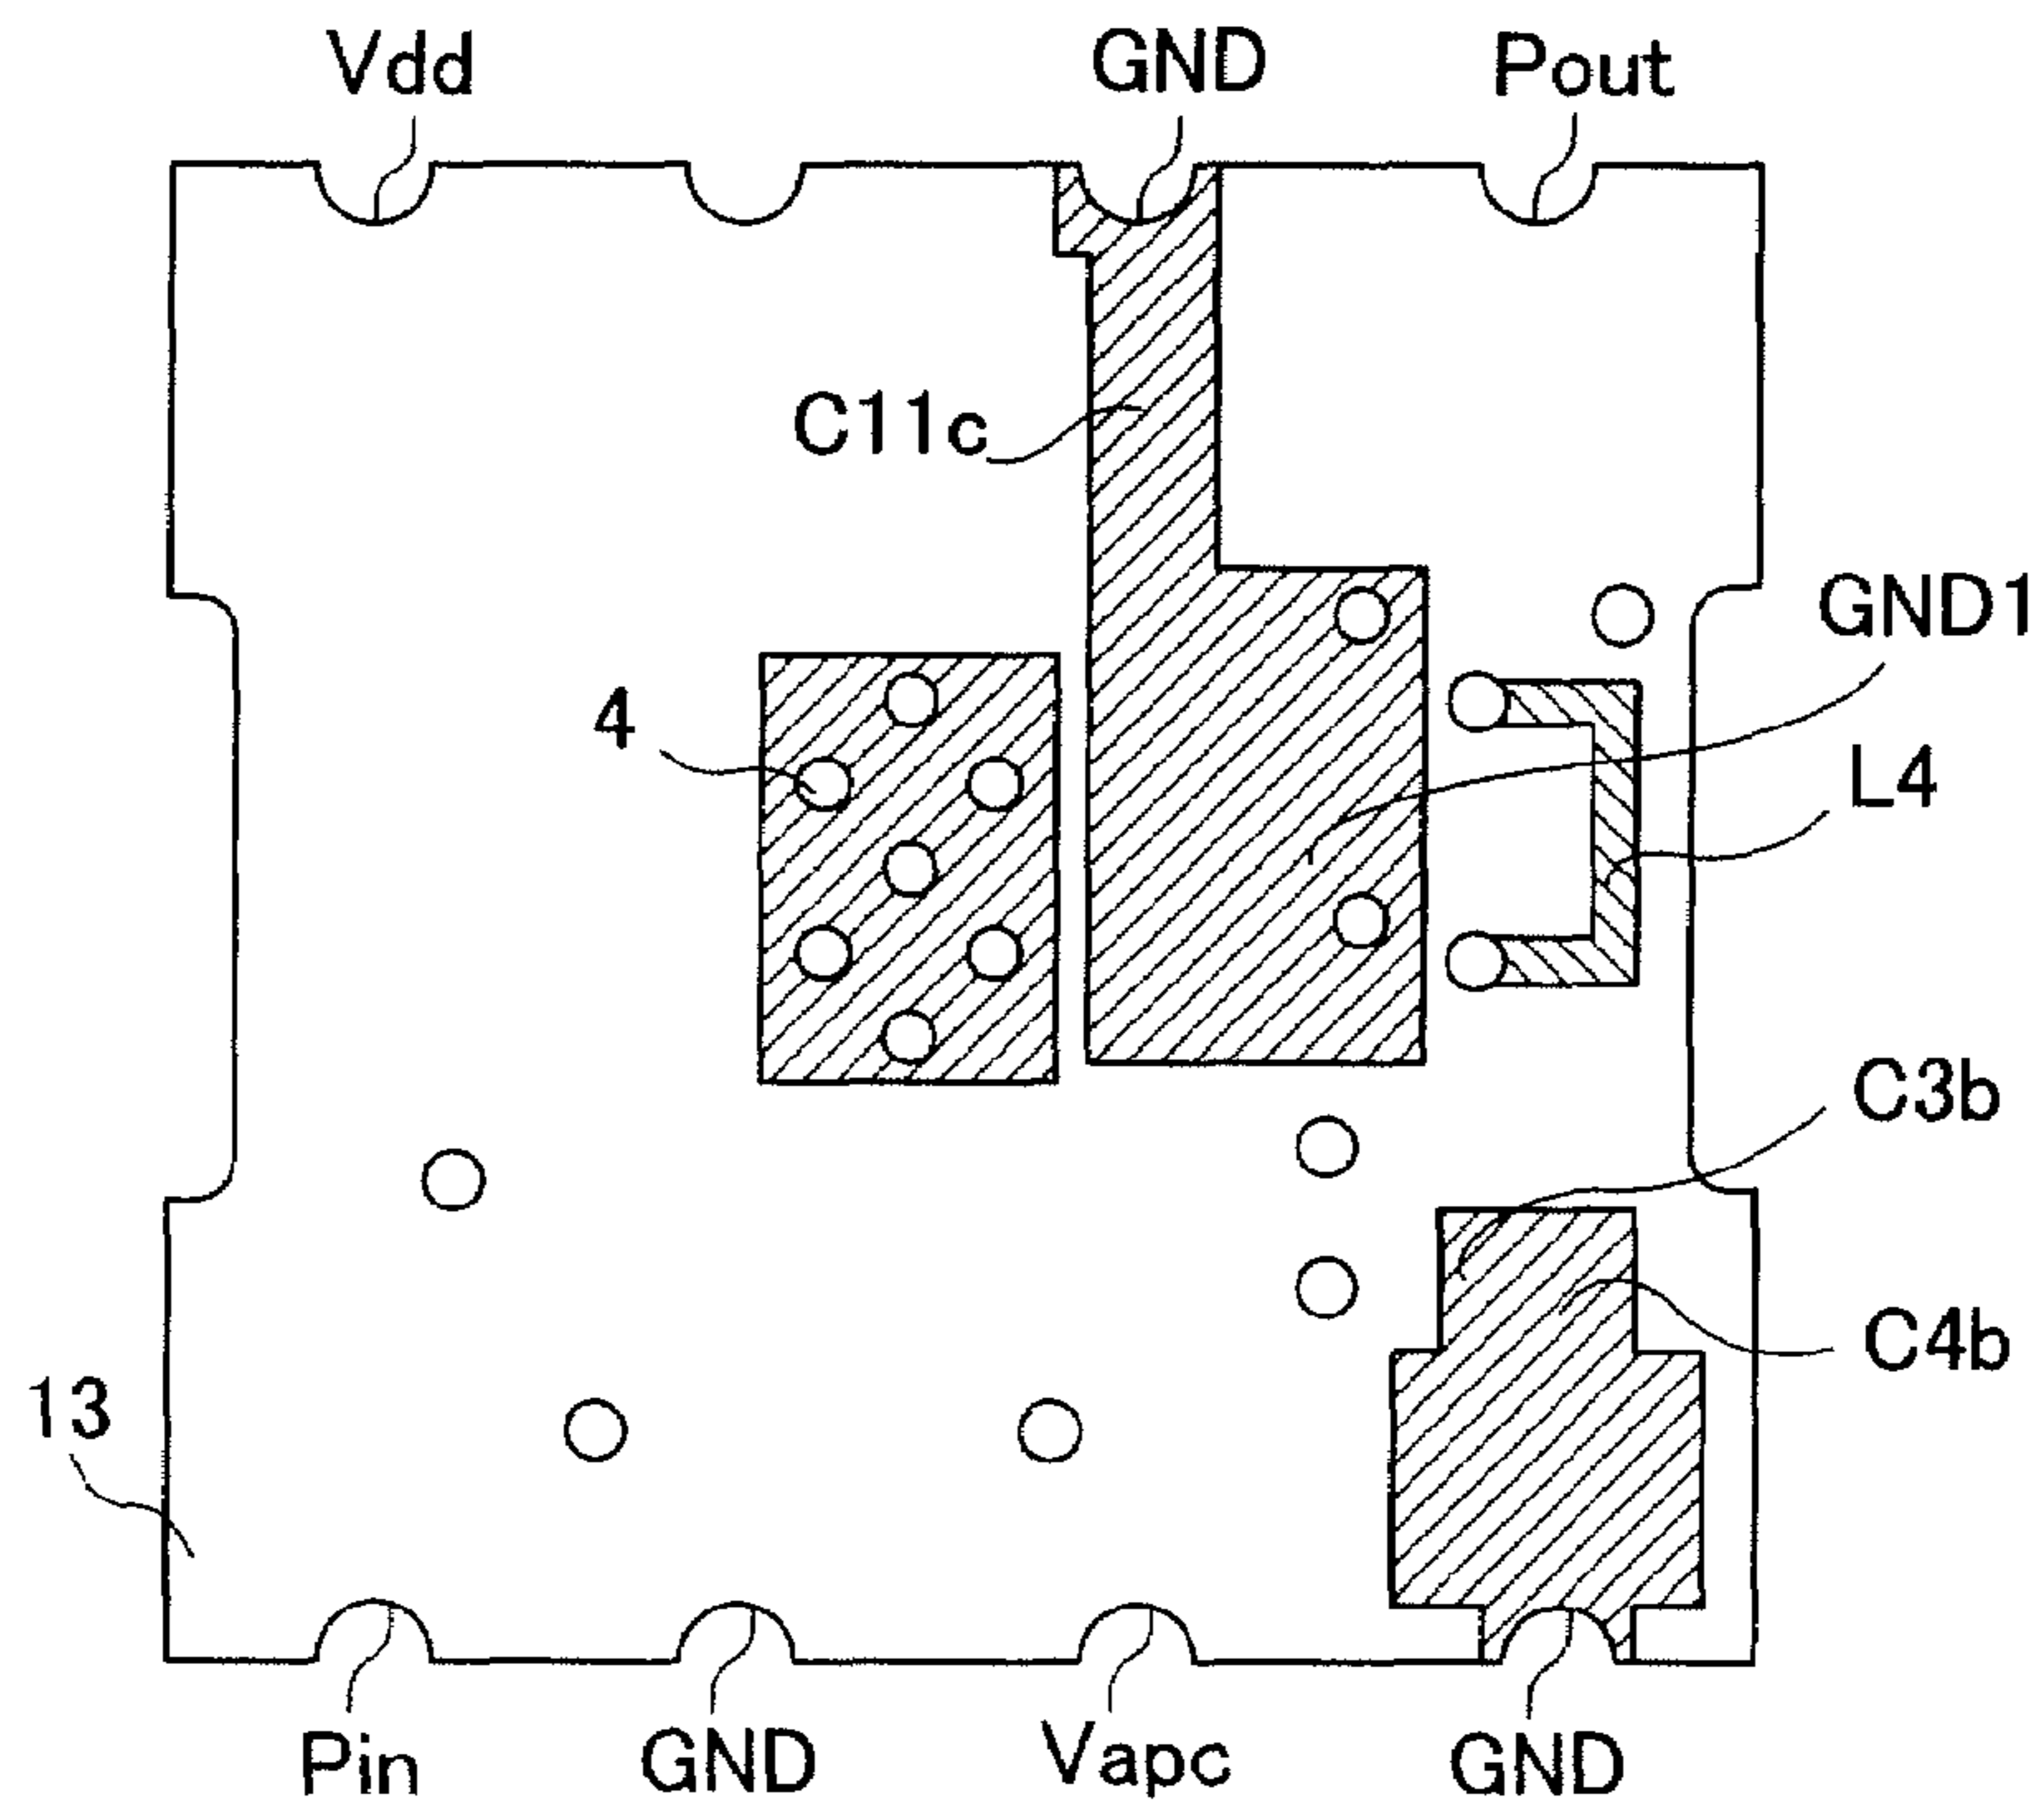 Vdd GND Pout
C11c
GND1
4
L4
C3b
C4b
13
Pin GND Vapc GND